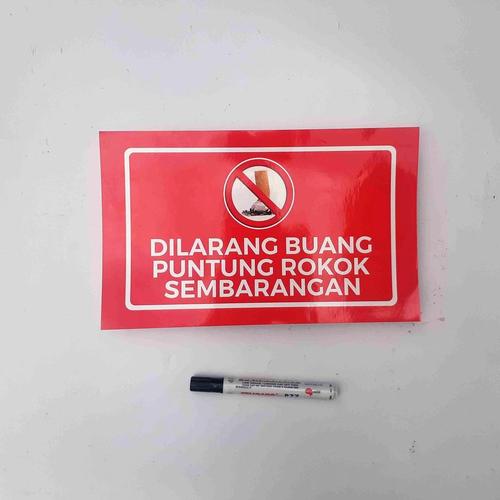 DILARANG BUANG
PUNTUNG ROKOK
SEMBARANGAN